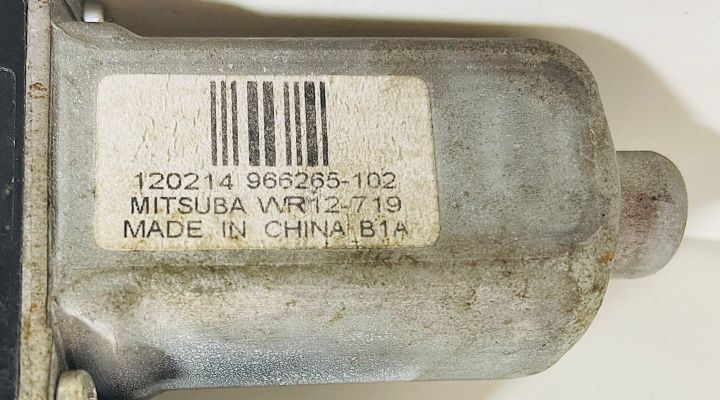 120214 966265-102
MITSUBA WR12-719
MADE IN CHINA B1A